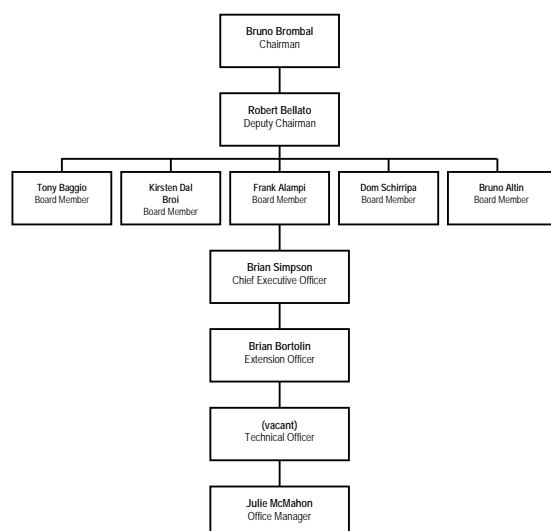 Bruno Brombal
Chairman
Robert Bellato
Deputy Chairman
Tony Baggio
Board Member
Kirsten Dal
Broi
Board Member
Frank Alampi
Board Member
Dom Schirripa
Board Member
Bruno Altin
Board Member
Brian Simpson
Chief Executive Officer
Brian Bortolin
Extension Officer
(vacant)
Technical Officer
Julie McMahon
Office Manager